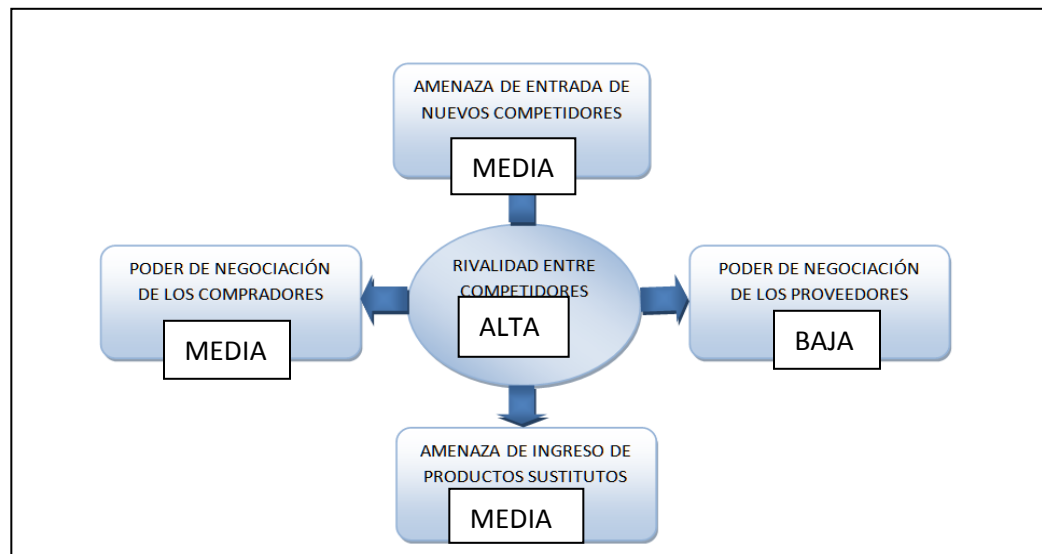 AMENAZA DE ENTRADA DE
NUEVOS COMPETIDORES
MEDIA
PODER DE NEGOCIACIÓN
DE LOS COMPRADORES
MEDIA
RIVALIDAD ENTRE
COMPETIDORES
ALTA
PODER DE NEGOCIACIÓN
DE LOS PROVEEDORES
BAJA
AMENAZA DE INGRESO DE
PRODUCTOS SUSTITUTOS
MEDIA